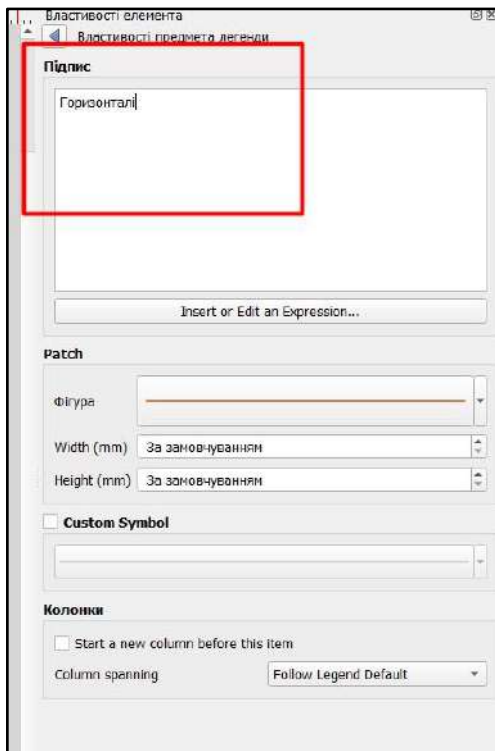 Властивості елемента
Властивості предмета легенди
Підпис
Горизонталі
Insert or Edit an Expression...
Patch
Фігура
Width (mm) За замовчуванням
Height (mm) За замовчуванням
Custom Symbol
Колонки
Start a new column before this item
Column spanning Follow Legend Default